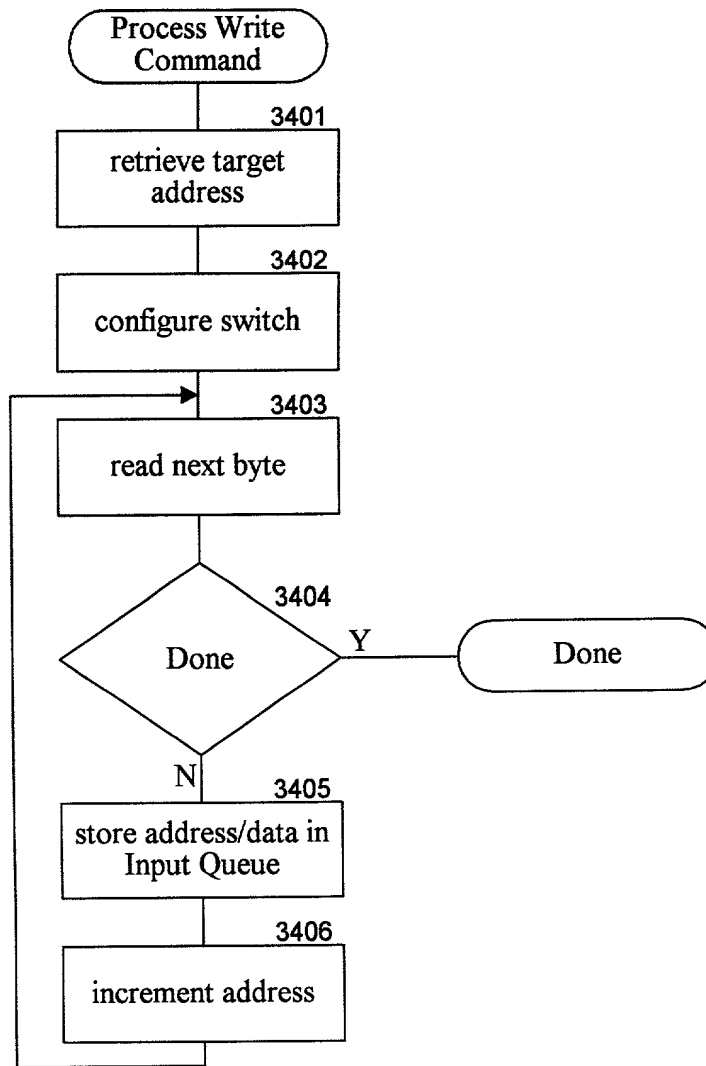 Process Write
Command
3401
retrieve target
address
3402
configure switch
3403
read next byte
3404
Done
Y
Done
N
3405
store address/data in
Input Queue
3406
increment address